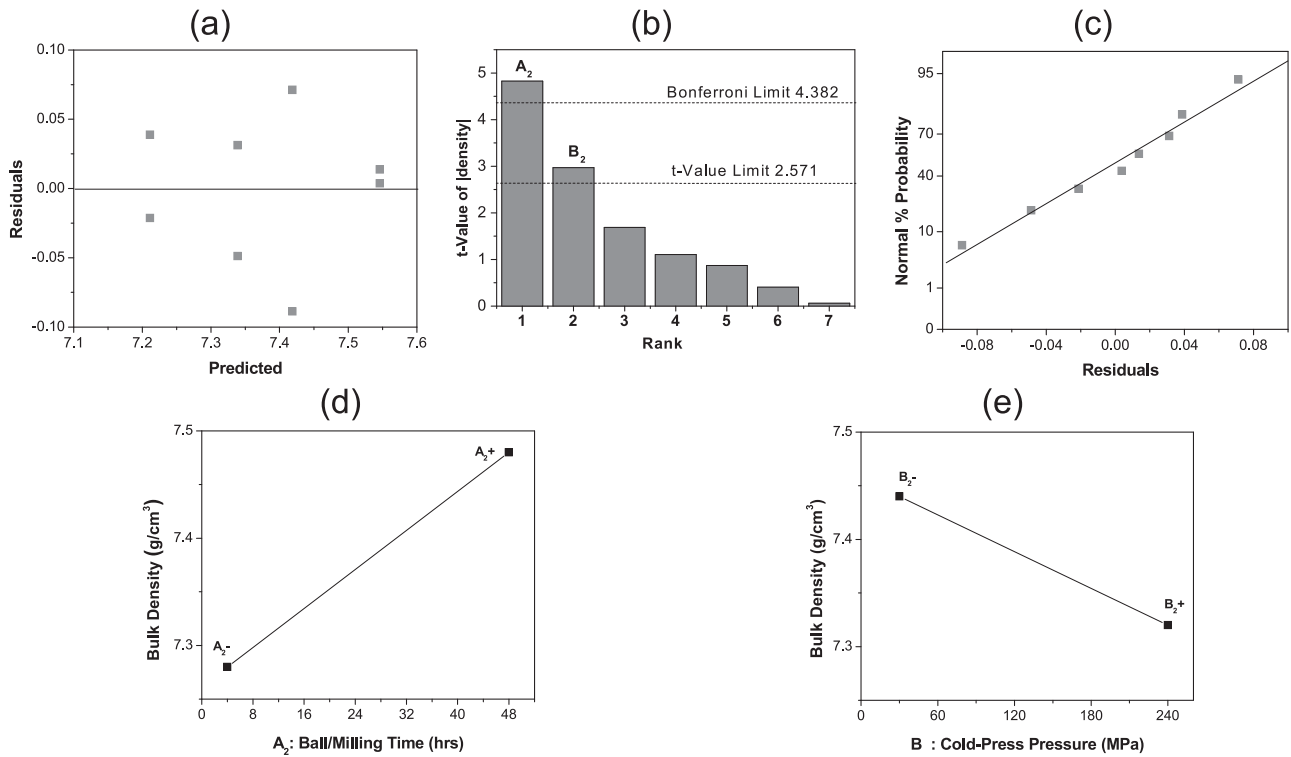 (a)
0.10
0.05
0.00
-0.05
-0.10
Residuals
7.1 7.2 7.3 7.4 7.5 7.6
Predicted
(b)
5
4
3
2
1
0
t-Value of |density|
A2
B2
Bonferroni Limit 4.382
t-Value Limit 2.571
1 2 3 4 5 6 7
Rank
(c)
95
70
40
10
1
0
Normal % Probability
-0.08 -0.04 0.00 0.04 0.08
Residuals
(d)
7.5
7.4
7.3
Bulk Density (g/cm3)
A2+
A2-
0 8 16 24 32 40 48
A2: Ball/Milling Time (hrs)
(e)
7.5
7.4
7.3
Bulk Density (g/cm3)
B2-
B2+
0 60 120 180 240
B : Cold-Press Pressure (MPa)